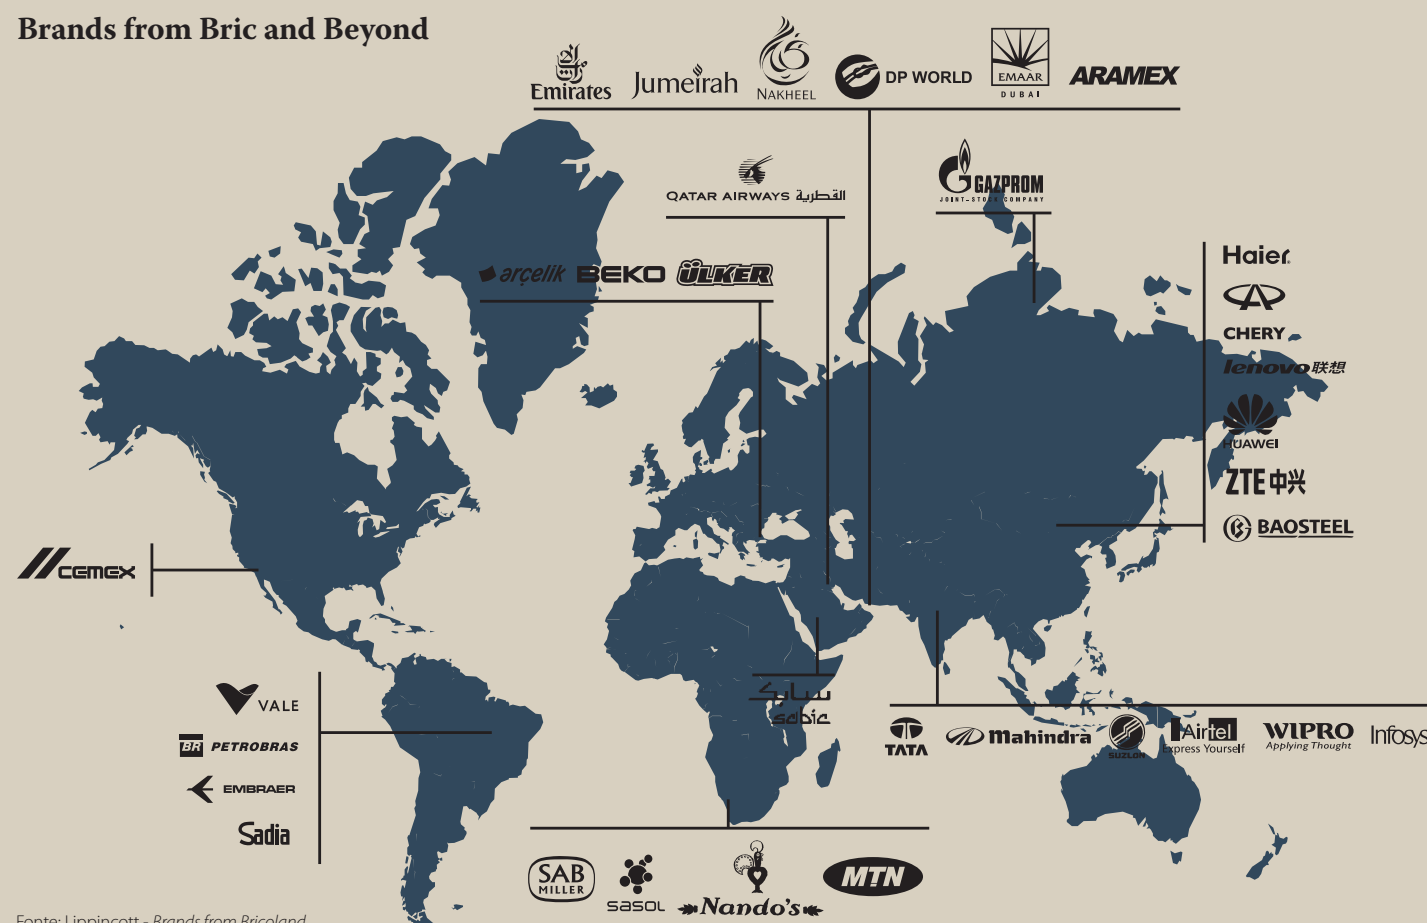 Brands from Bric and Beyond
Emirates
Jumeirah
NAKHEEL
DP WORLD
EMAAR
DUBAI
ARAMEX
QATAR AIRWAYS القطرية
GAZPROM
JOINT-STOCK COMPANY
arçelik BEKO ÜLKER
Haier
CHERY
lenovo联想
HUAWEI
ZTE中兴
BAOSTEEL
CEMEX
VALE
BR PETROBRAS
EMBRAER
Sadia
سابك
sabic
TATA
Mahindra
SUZLON
Airtel
Express Yourself
WIPRO
Applying Thought
Infosys
SAB
MILLER
sasol
Nando's
MTN
Fonte: Lippincott - Brands from Bricoland